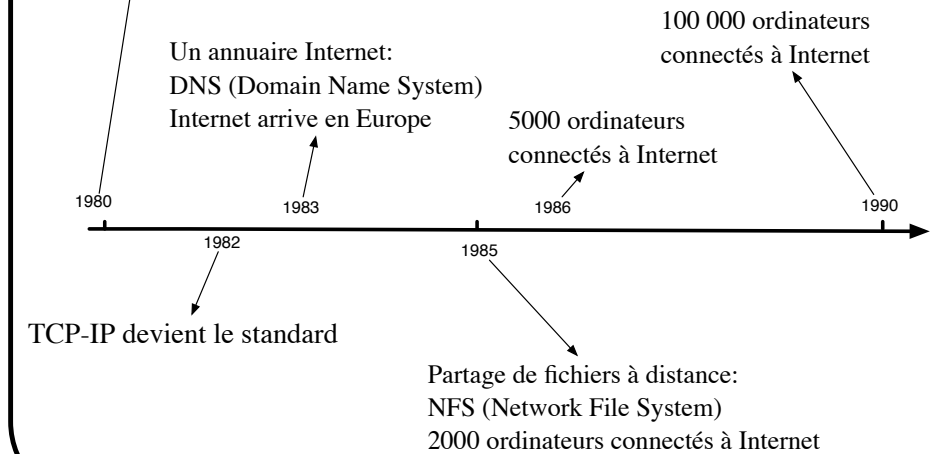 100 000 ordinateurs
connectés à Internet
Un annuaire Internet:
DNS (Domain Name System)
Internet arrive en Europe
5000 ordinateurs
connectés à Internet
1980
1983
1986
1990
1982
1985
TCP-IP devient le standard
Partage de fichiers à distance:
NFS (Network File System)
2000 ordinateurs connectés à Internet